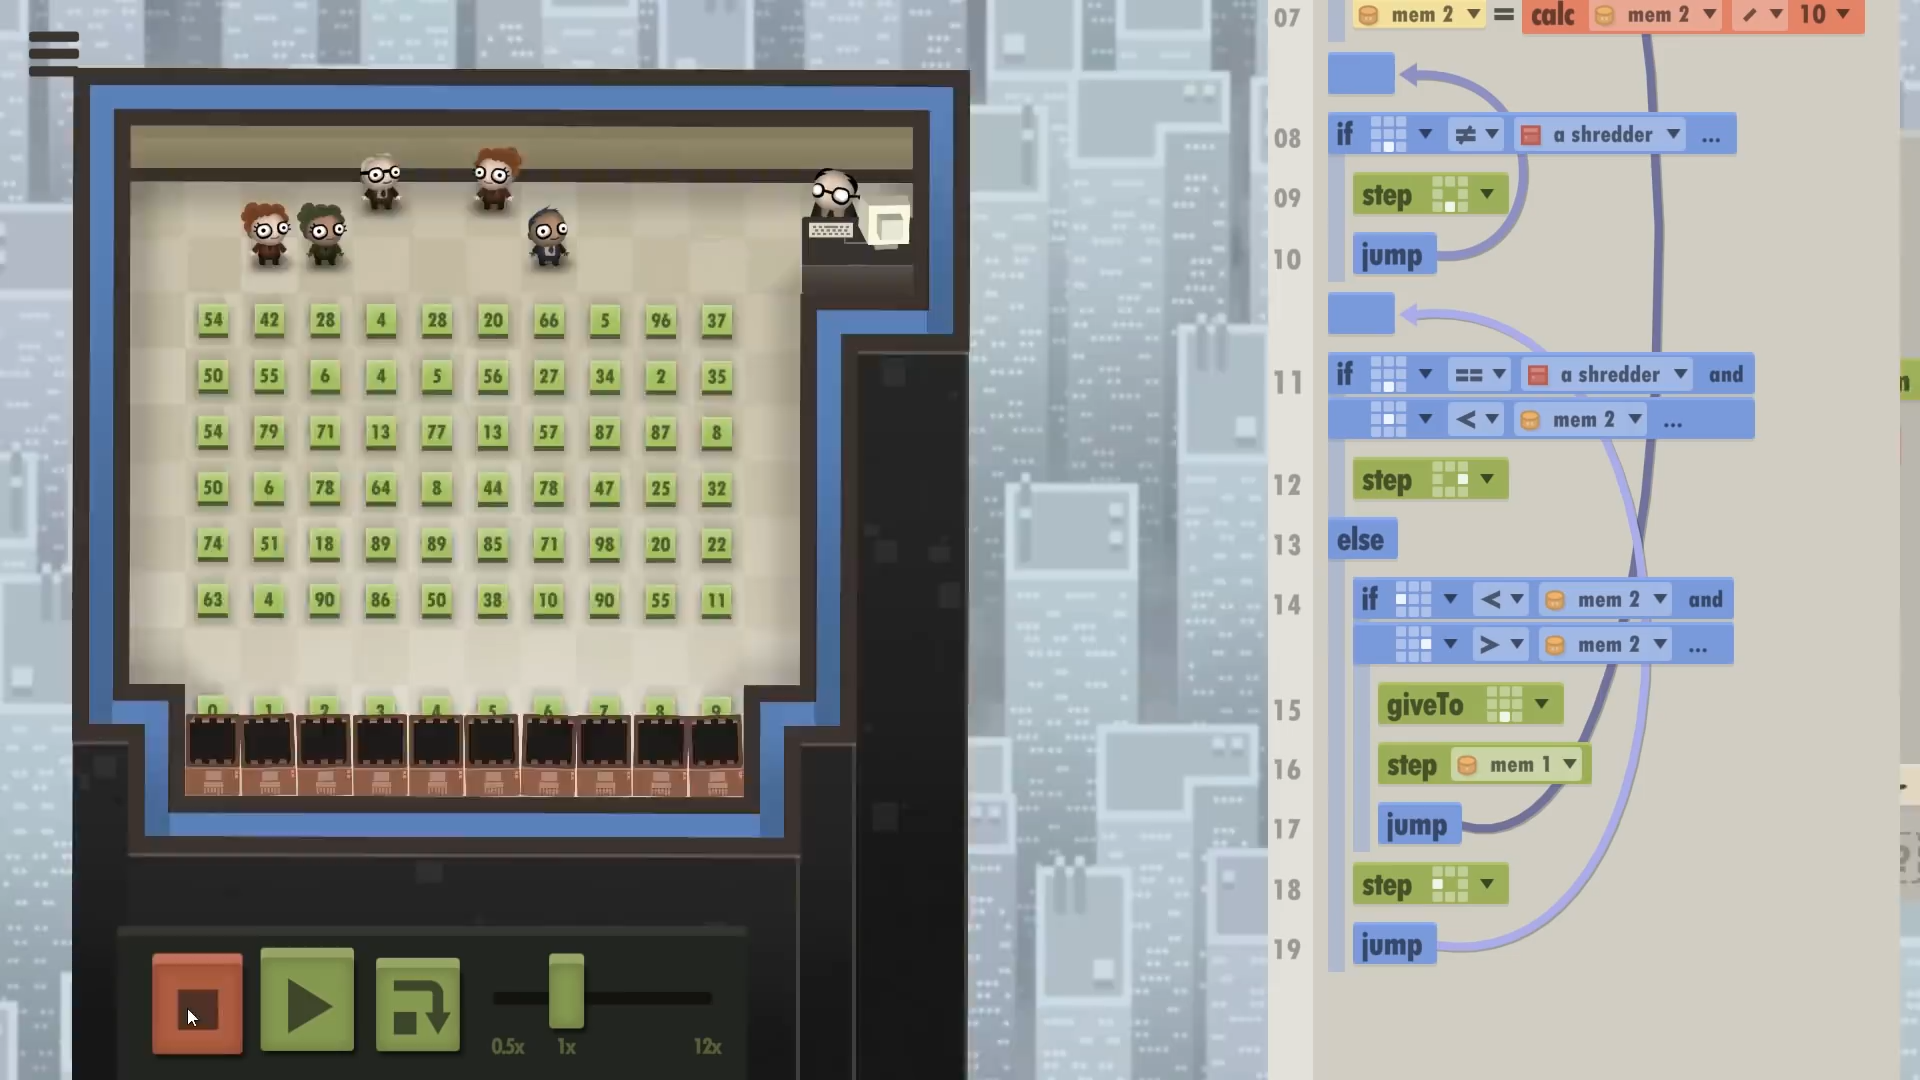 54 42 28 4 28 20 66 5 96 37
50 55 6 4 5 56 27 34 2 35
54 79 71 13 77 13 57 87 87 8
50 6 78 64 8 44 78 47 25 32
74 51 18 89 89 85 71 98 20 22
63 4 90 86 50 38 10 90 55 11
0 1 2 3 4 5 6 7 8 9
0.5x 1x 12x
07 mem 2 = calc mem 2 / 10
08 if ≠ a shredder ...
09 step
10 jump
11 if == a shredder and
< mem 2 ...
12 step
13 else
14 if < mem 2 and
> mem 2 ...
15 giveTo
16 step mem 1
17 jump
18 step
19 jump